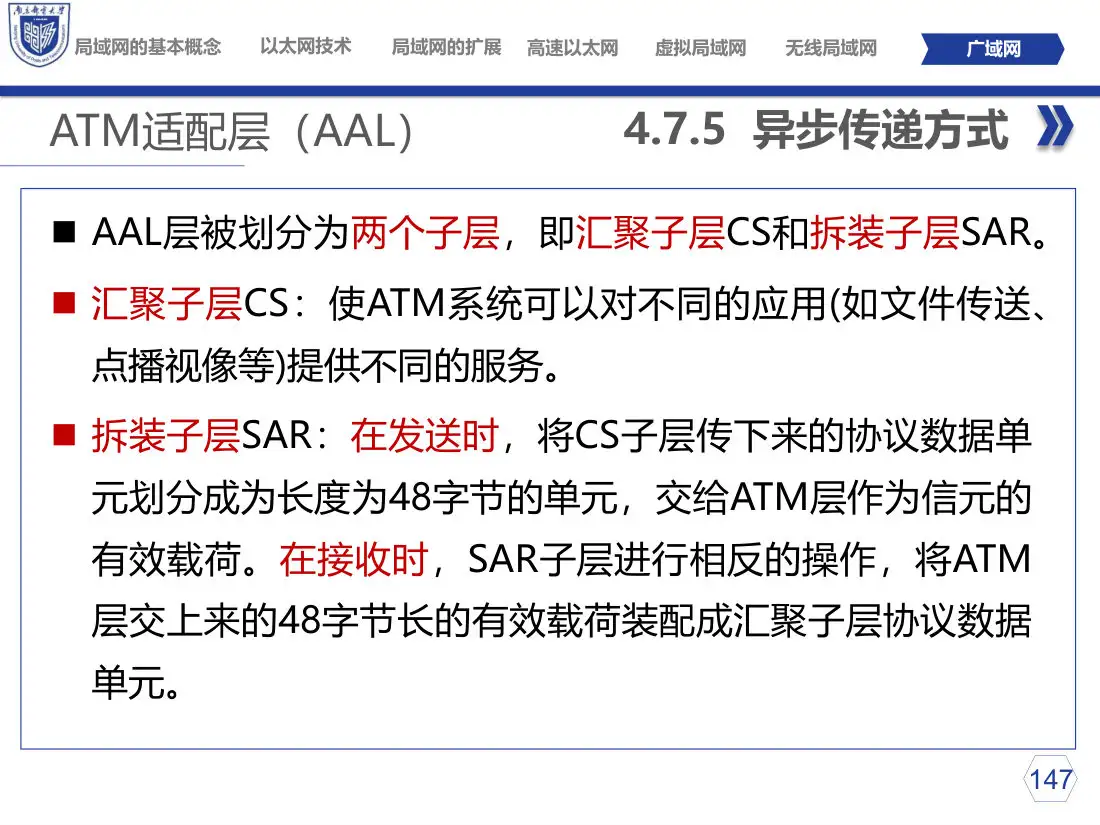 南京邮电大学
局域网的基本概念 以太网技术 局域网的扩展 高速以太网 虚拟局域网 无线局域网 广域网
ATM适配层（AAL） 4.7.5 异步传递方式
AAL层被划分为两个子层，即汇聚子层CS和拆装子层SAR。
汇聚子层CS：使ATM系统可以对不同的应用(如文件传送、
点播视像等)提供不同的服务。
拆装子层SAR：在发送时，将CS子层传下来的协议数据单
元划分成为长度为48字节的单元，交给ATM层作为信元的
有效载荷。在接收时，SAR子层进行相反的操作，将ATM
层交上来的48字节长的有效载荷装配成汇聚子层协议数据
单元。
147